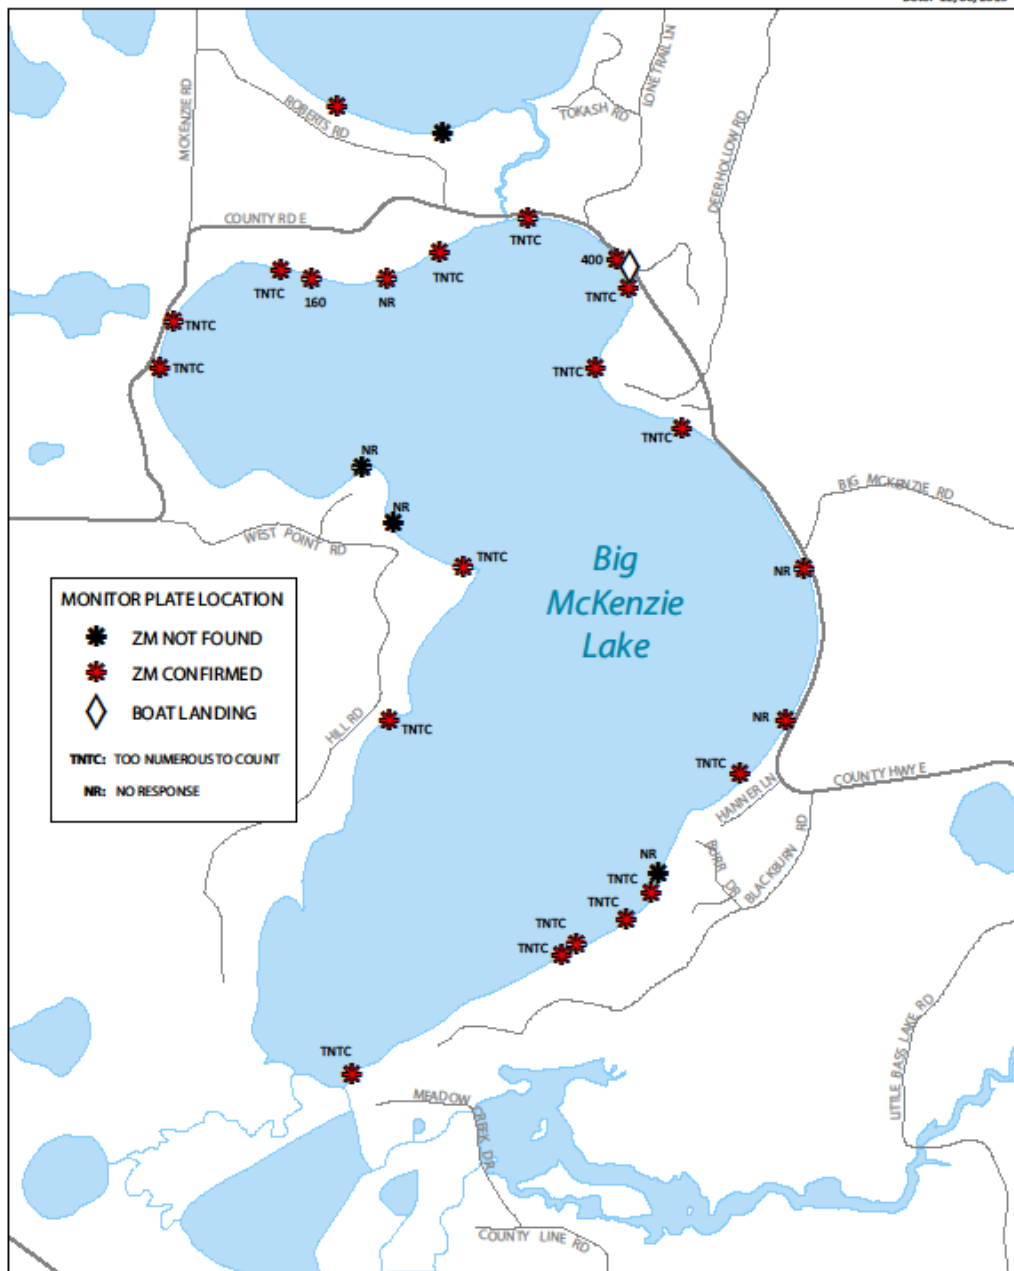 MCKENZIE RD
ROBERTS RD
TOKASH RD
LONETRAIL LN
DEERHOLLOW RD
COUNTY RD E
TNTC
TNTC
400
TNTC
TNTC
160
NR
TNTC
TNTC
TNTC
TNTC
NR
NR
BIG MCKENZIE RD
WEST POINT RD
TNTC
Big
McKenzie
Lake
NR
MONITOR PLATE LOCATION
ZM NOT FOUND
ZM CONFIRMED
BOAT LANDING
TNTC: TOO NUMEROUS TO COUNT
NR: NO RESPONSE
HILL RD
TNTC
NR
TNTC
COUNTY HWY E
HANNER LN
BURR DR
BLACKBURN RD
NR
TNTC
TNTC
TNTC
TNTC
LITTLE BASS LAKE RD
TNTC
MEADOW CREEK DR
COUNTY LINE RD